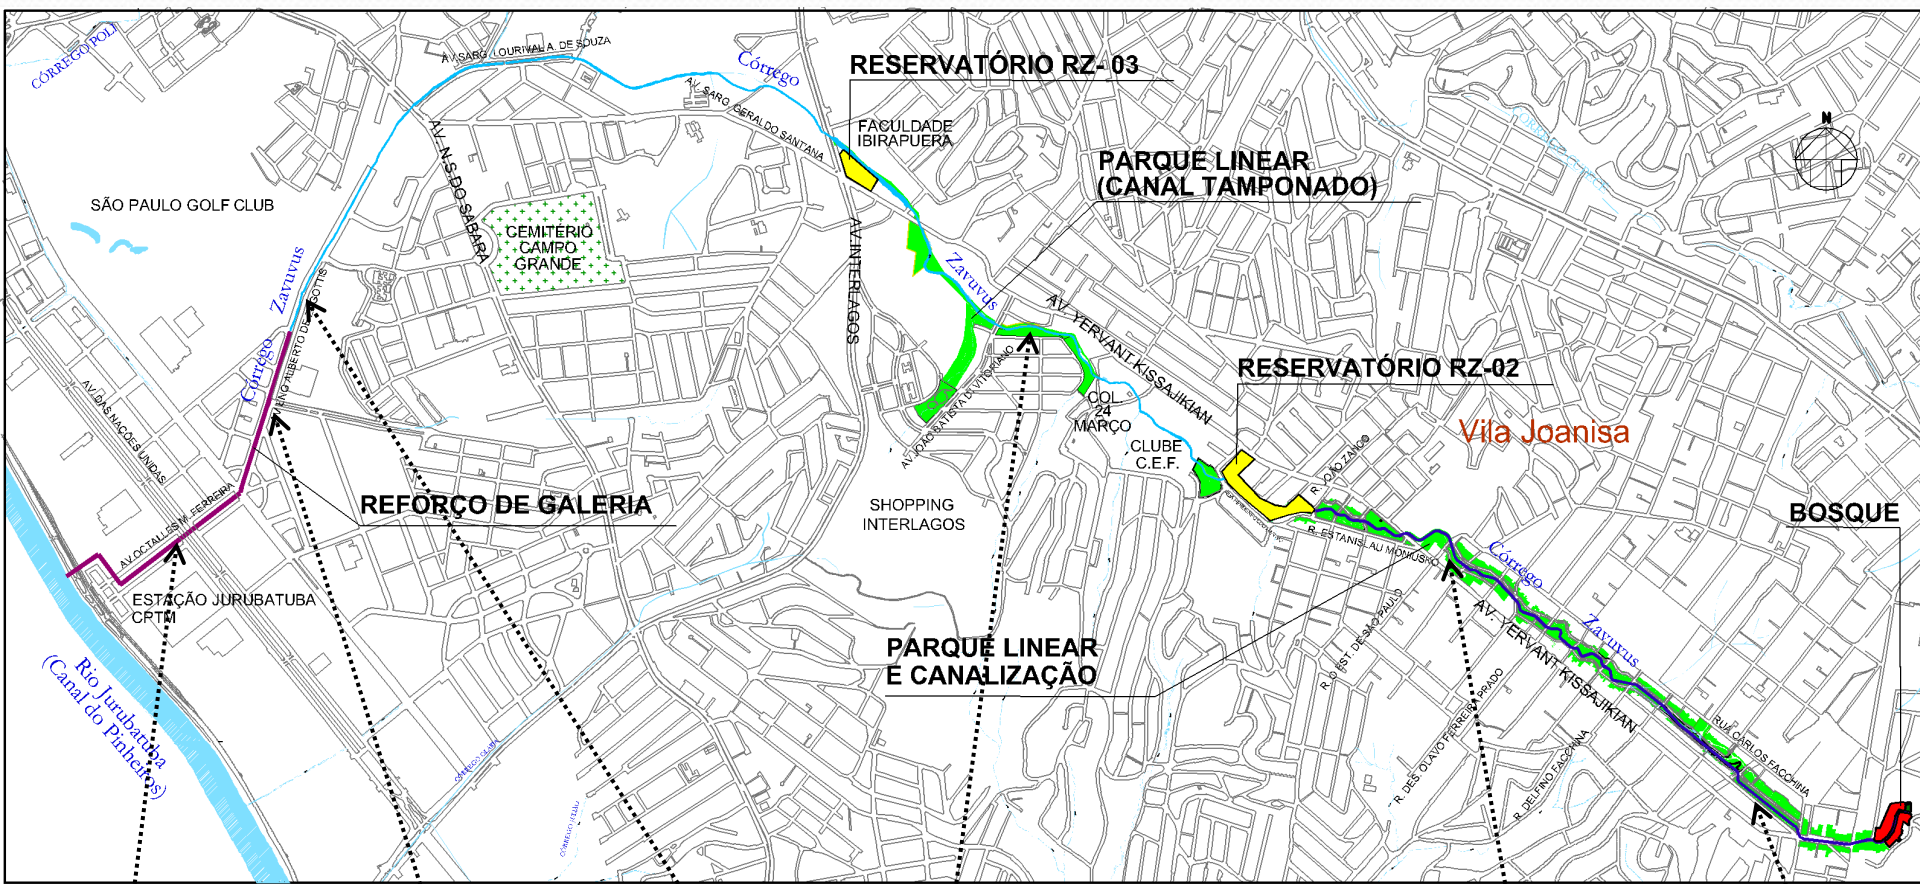 CÓRREGO POLI
AV. SARG. LOURIVAL A. DE SOUZA
Córrego
RESERVATÓRIO RZ- 03
AV. SARG. GERALDO SANTANA
FACULDADE
IBIRAPUERA
N
PARQUE LINEAR
(CANAL TAMPONADO)
AV. N.S.DO SABARA
SÃO PAULO GOLF CLUB
CEMITÉRIO
CAMPO
GRANDE
AV.INTERLAGOS
Zavuvus
Zavuvus
AV. YERVANT KISSAJIKIAN
Córrego
RESERVATÓRIO RZ-02
AV. DAS NAÇÕES UNIDAS
COL.
24
MARÇO
Vila Joanisa
CLUBE
C.E.F.
R. JOÃO ZANCO
REFORÇO DE GALERIA
SHOPPING
INTERLAGOS
BOSQUE
AV.OCTALLES M. FERREIRA
R. ESTANISLAU MONIUSKO
Córrego
ESTAÇÃO JURUBATUBA
CPTM
Zavuvus
AV. YERVANT KISSAJIKIAN
PARQUE LINEAR
E CANALIZAÇÃO
Rio Jurubatuba
(Canal do Pinheiros)
R. DES. OLAVO FERREIRA PRADO
R. DELFINO FACCHINA
RUA CARLOS FACCHINA